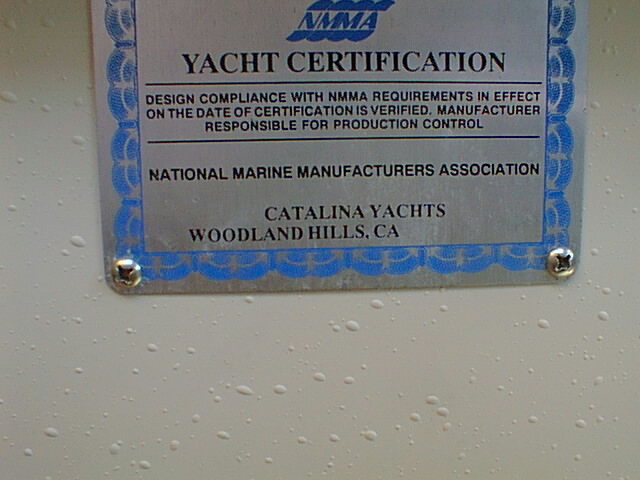 NMMA
YACHT CERTIFICATION
DESIGN COMPLIANCE WITH NMMA REQUIREMENTS IN EFFECT
ON THE DATE OF CERTIFICATION IS VERIFIED. MANUFACTURER
RESPONSIBLE FOR PRODUCTION CONTROL
NATIONAL MARINE MANUFACTURERS ASSOCIATION
CATALINA YACHTS
WOODLAND HILLS, CA